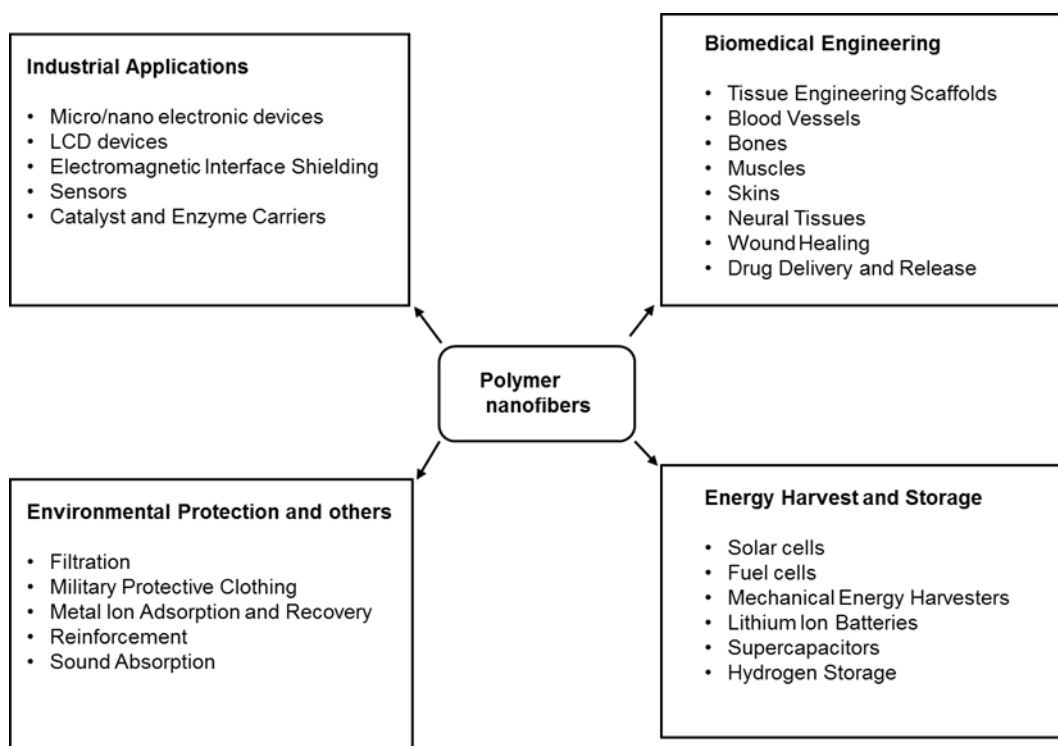 Industrial Applications
• Micro/nano electronic devices
• LCD devices
• Electromagnetic Interface Shielding
• Sensors
• Catalyst and Enzyme Carriers
Biomedical Engineering
• Tissue Engineering Scaffolds
• Blood Vessels
• Bones
• Muscles
• Skins
• Neural Tissues
• Wound Healing
• Drug Delivery and Release
Polymer
nanofibers
Environmental Protection and others
• Filtration
• Military Protective Clothing
• Metal Ion Adsorption and Recovery
• Reinforcement
• Sound Absorption
Energy Harvest and Storage
• Solar cells
• Fuel cells
• Mechanical Energy Harvesters
• Lithium Ion Batteries
• Supercapacitors
• Hydrogen Storage